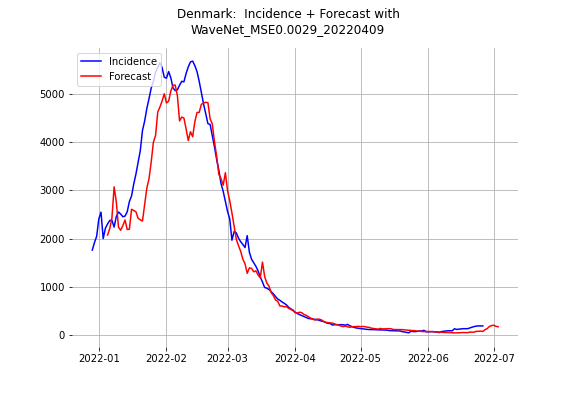 Denmark:  Incidence + Forecast with
WaveNet_MSE0.0029_20220409
Incidence
Forecast
5000
4000
3000
2000
1000
0
2022-01 2022-02 2022-03 2022-04 2022-05 2022-06 2022-07